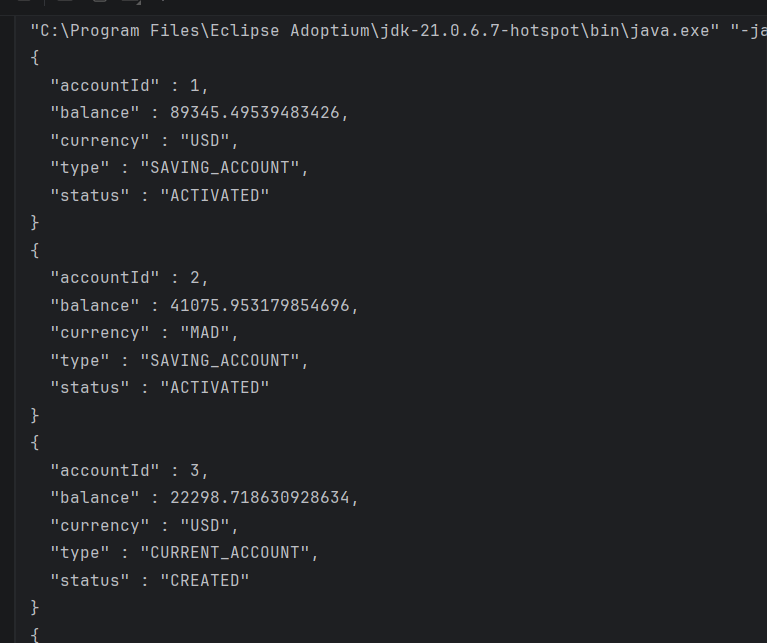 "C:\Program Files\Eclipse Adoptium\jdk-21.0.6.7-hotspot\bin\java.exe" "-ja
{
  "accountId" : 1,
  "balance" : 89345.49539483426,
  "currency" : "USD",
  "type" : "SAVING_ACCOUNT",
  "status" : "ACTIVATED"
}
{
  "accountId" : 2,
  "balance" : 41075.953179854696,
  "currency" : "MAD",
  "type" : "SAVING_ACCOUNT",
  "status" : "ACTIVATED"
}
{
  "accountId" : 3,
  "balance" : 22298.718630928634,
  "currency" : "USD",
  "type" : "CURRENT_ACCOUNT",
  "status" : "CREATED"
}
{